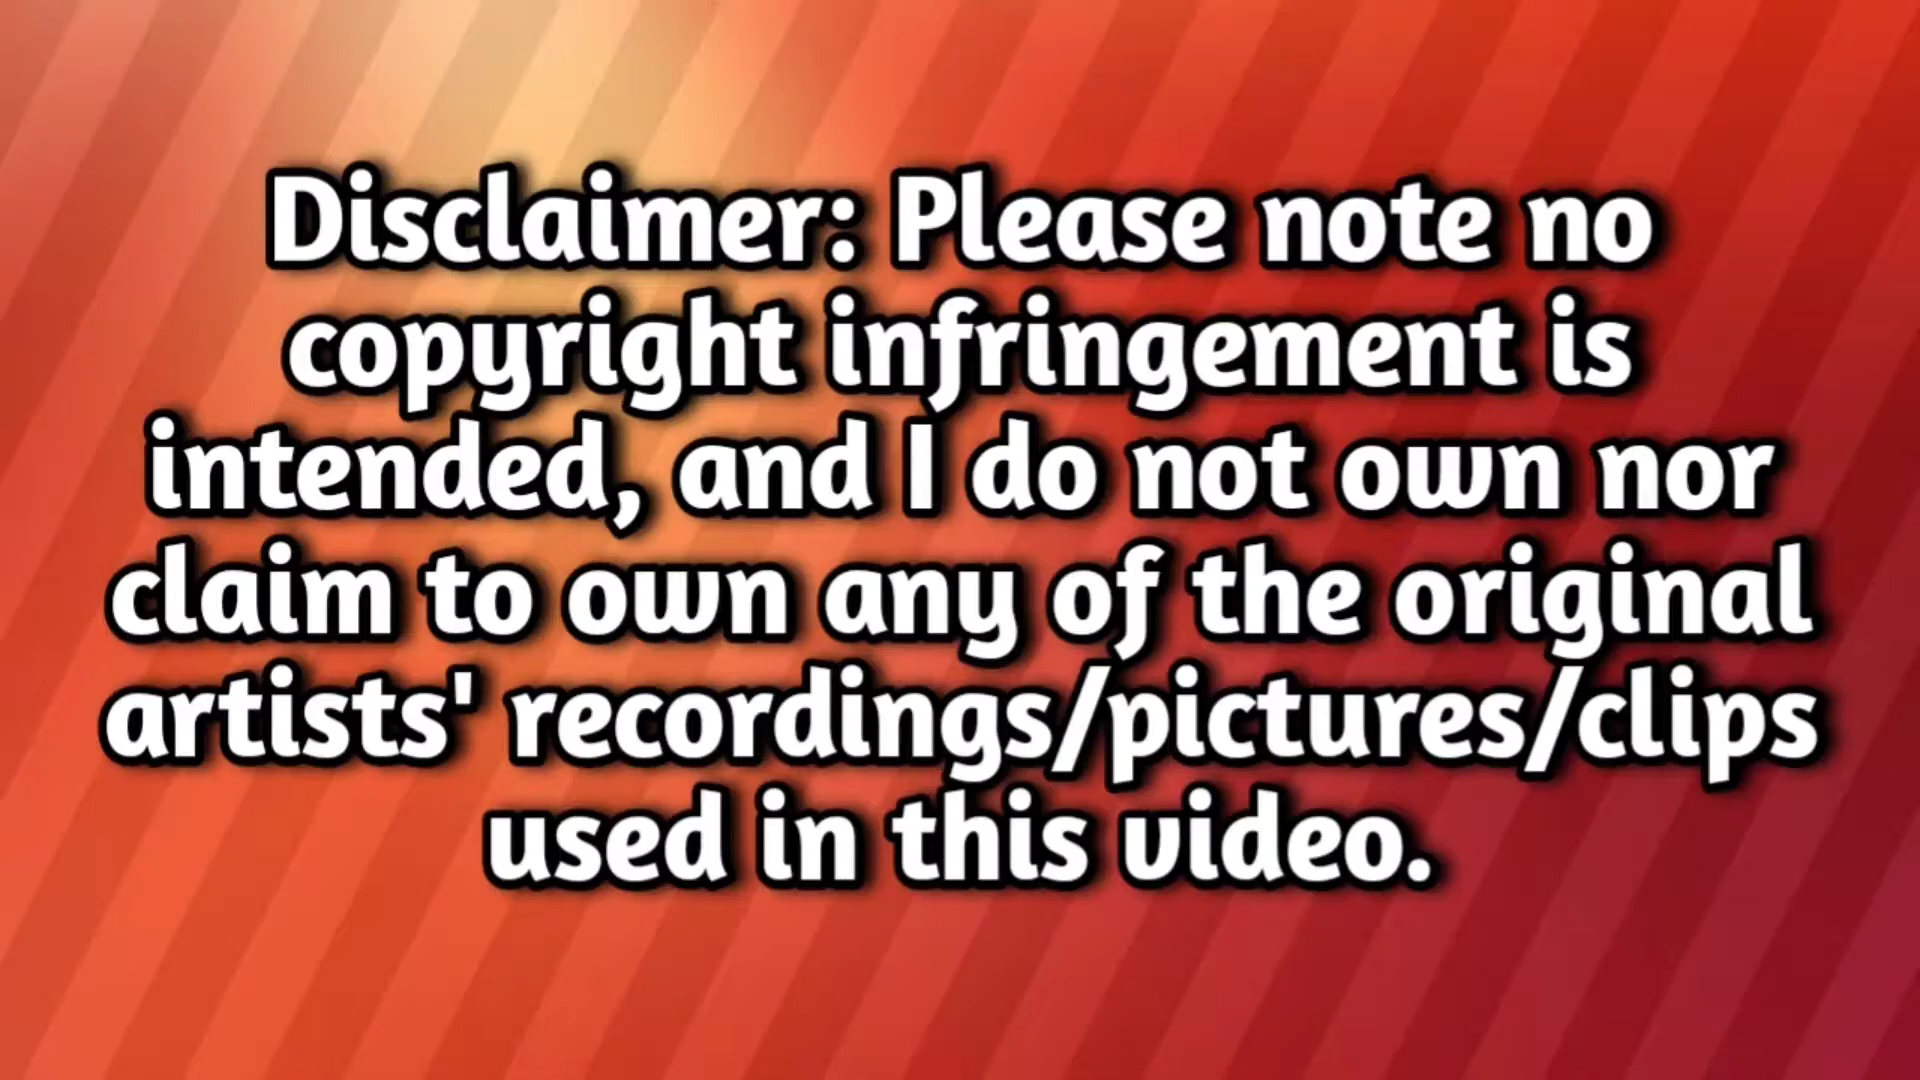 Disclaimer: Please note no
copyright infringement is
intended, and I do not own nor
claim to own any of the original
artists' recordings/pictures/clips
used in this video.